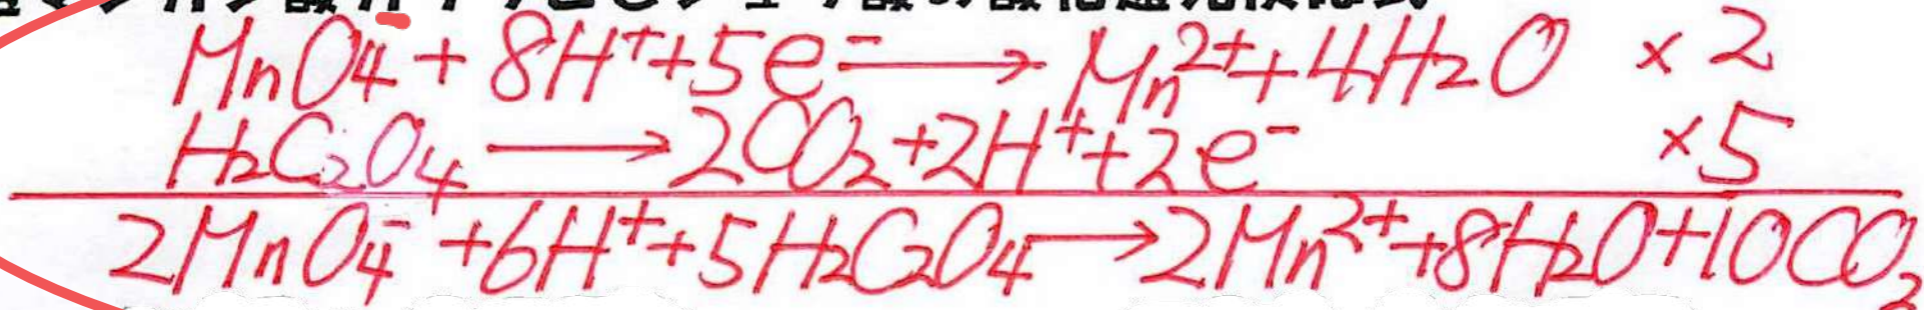 MnO₄⁻ + 8H⁺ + 5e⁻ → Mn²⁺ + 4H₂O ×2
H₂C₂O₄ → 2CO₂ + 2H⁺ + 2e⁻ ×5
2MnO₄⁻ + 6H⁺ + 5H₂C₂O₄ → 2Mn²⁺ + 8H₂O + 10CO₂